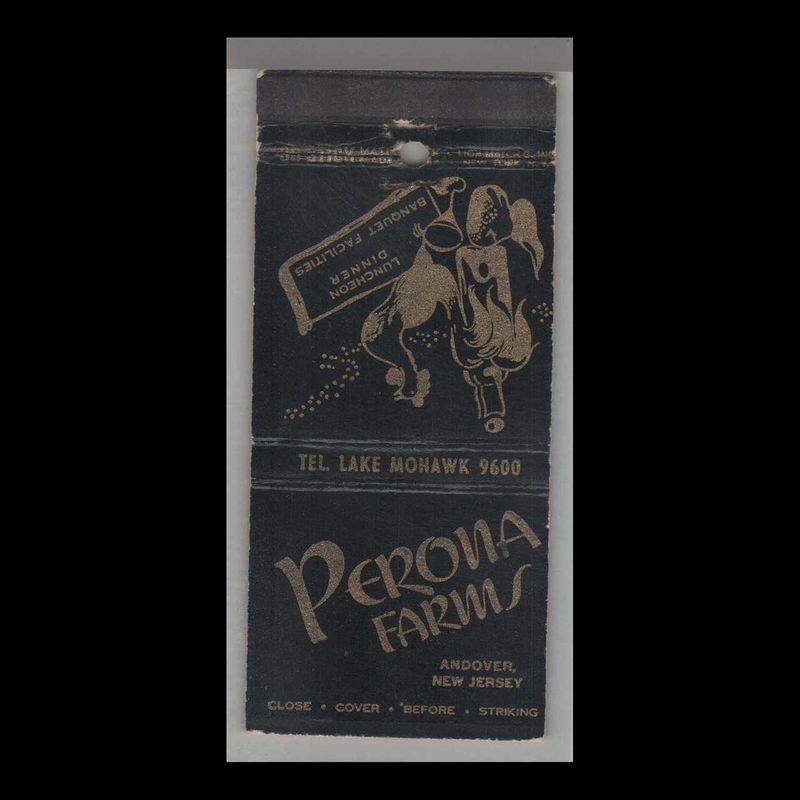 BANQUET FACILITIES
LUNCHEON
DINNER
TEL. LAKE MOHAWK 9600
PERONA
FARMS
ANDOVER,
NEW JERSEY
CLOSE • COVER • BEFORE • STRIKING